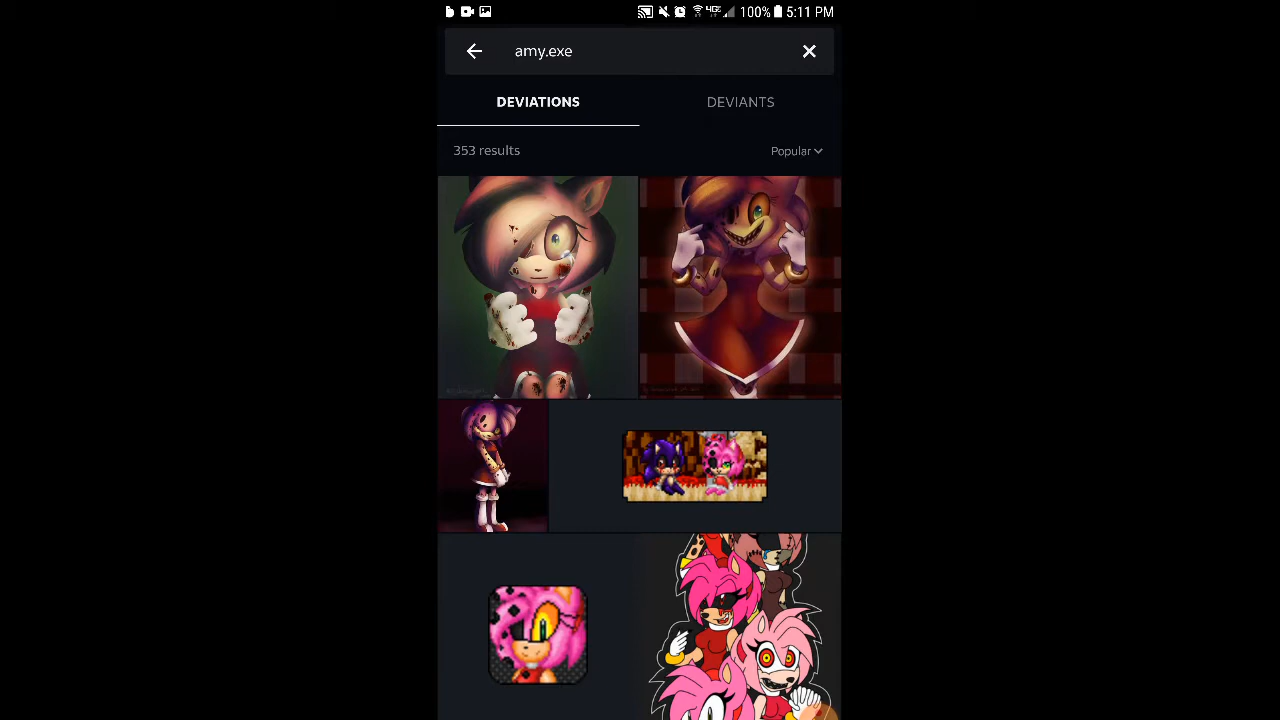 100% 5:11 PM
amy.exe
DEVIATIONS DEVIANTS
353 results Popular